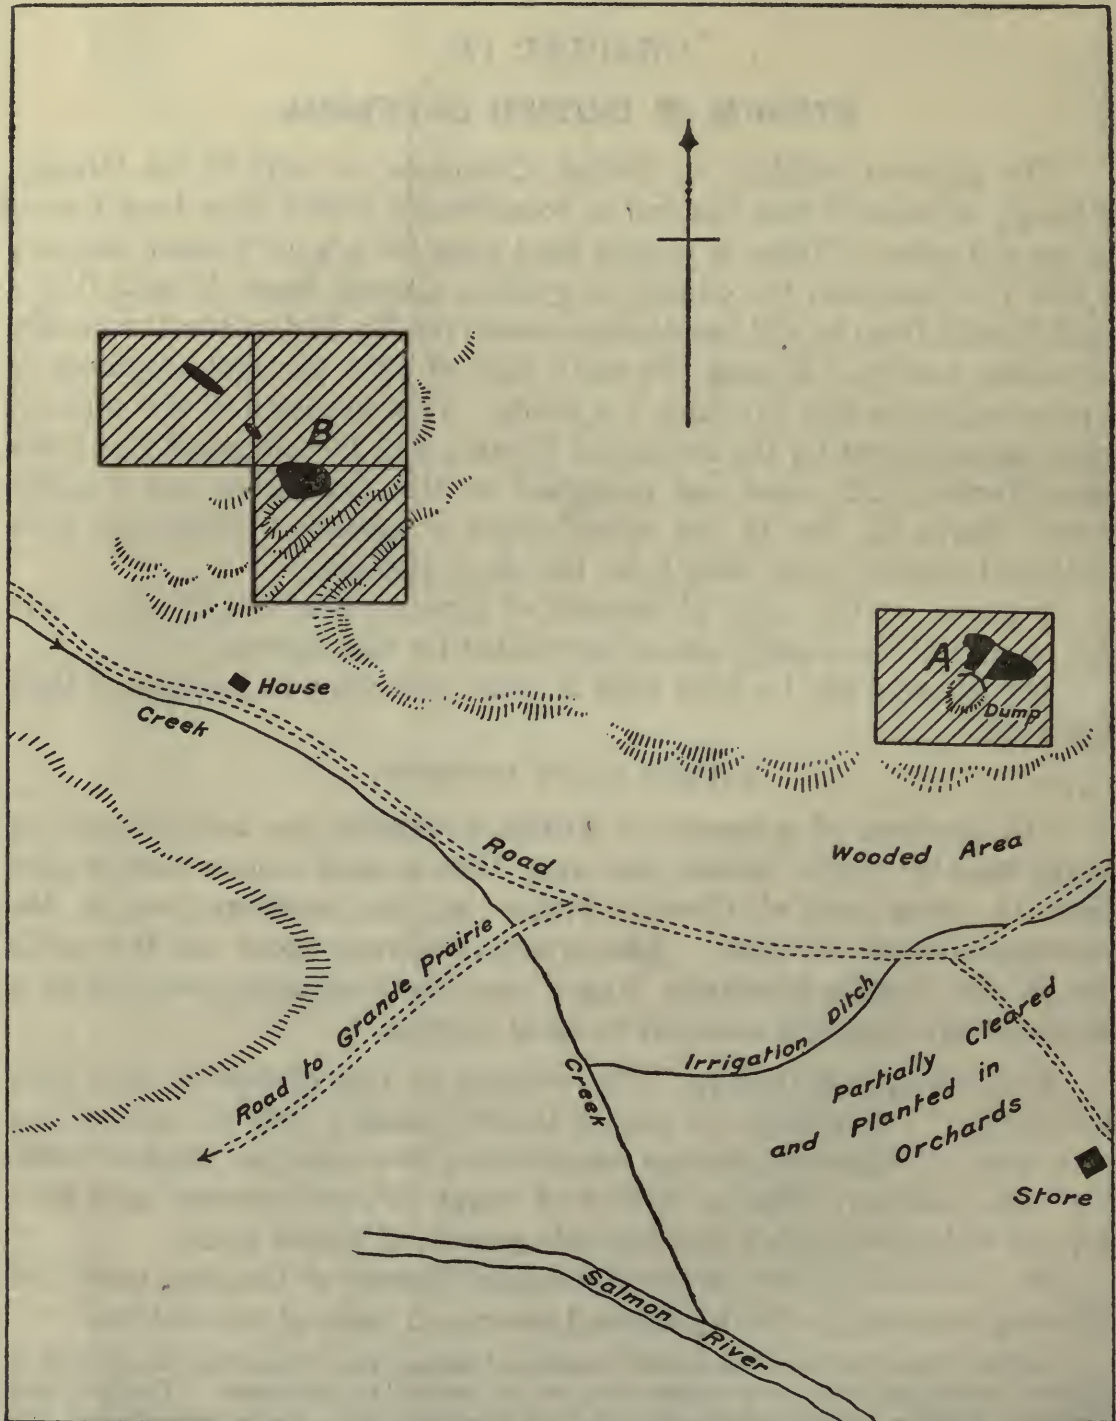 B
A
Dump
House
Creek
Road
Wooded Area
Road to Grande Prairie
Irrigation Ditch
Creek
Partially Cleared
and Planted in
Orchards
Store
Salmon River